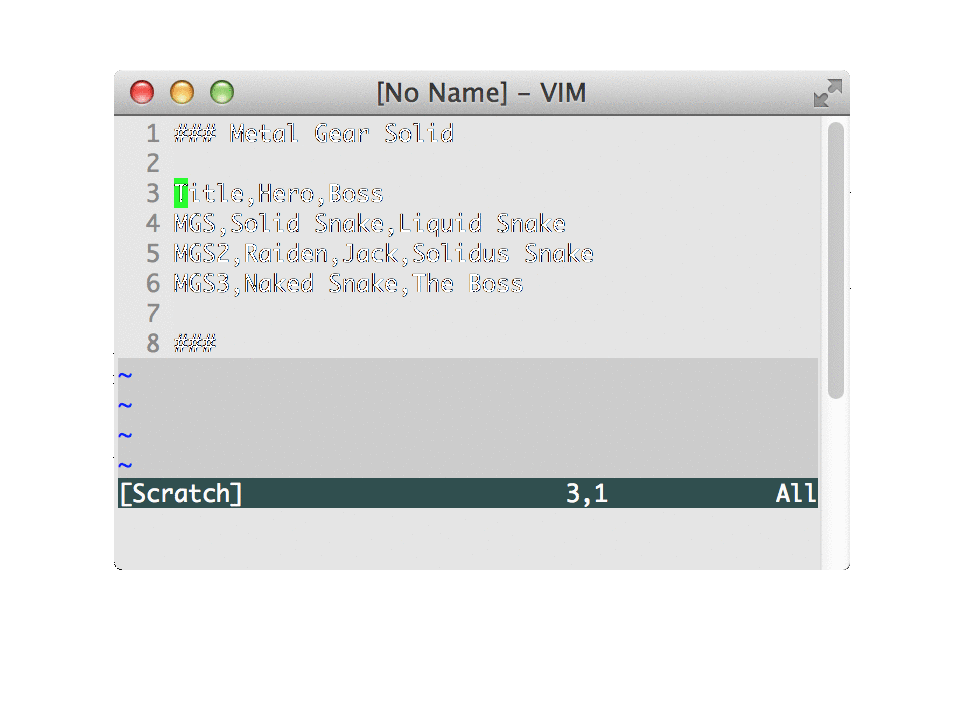 [No Name] – VIM
1 ### Metal Gear Solid
2
3 Title,Hero,Boss
4 MGS,Solid Snake,Liquid Snake
5 MGS2,Raiden,Jack,Solidus Snake
6 MGS3,Naked Snake,The Boss
7
8 ###
~
~
~
~
[Scratch] 3,1 All